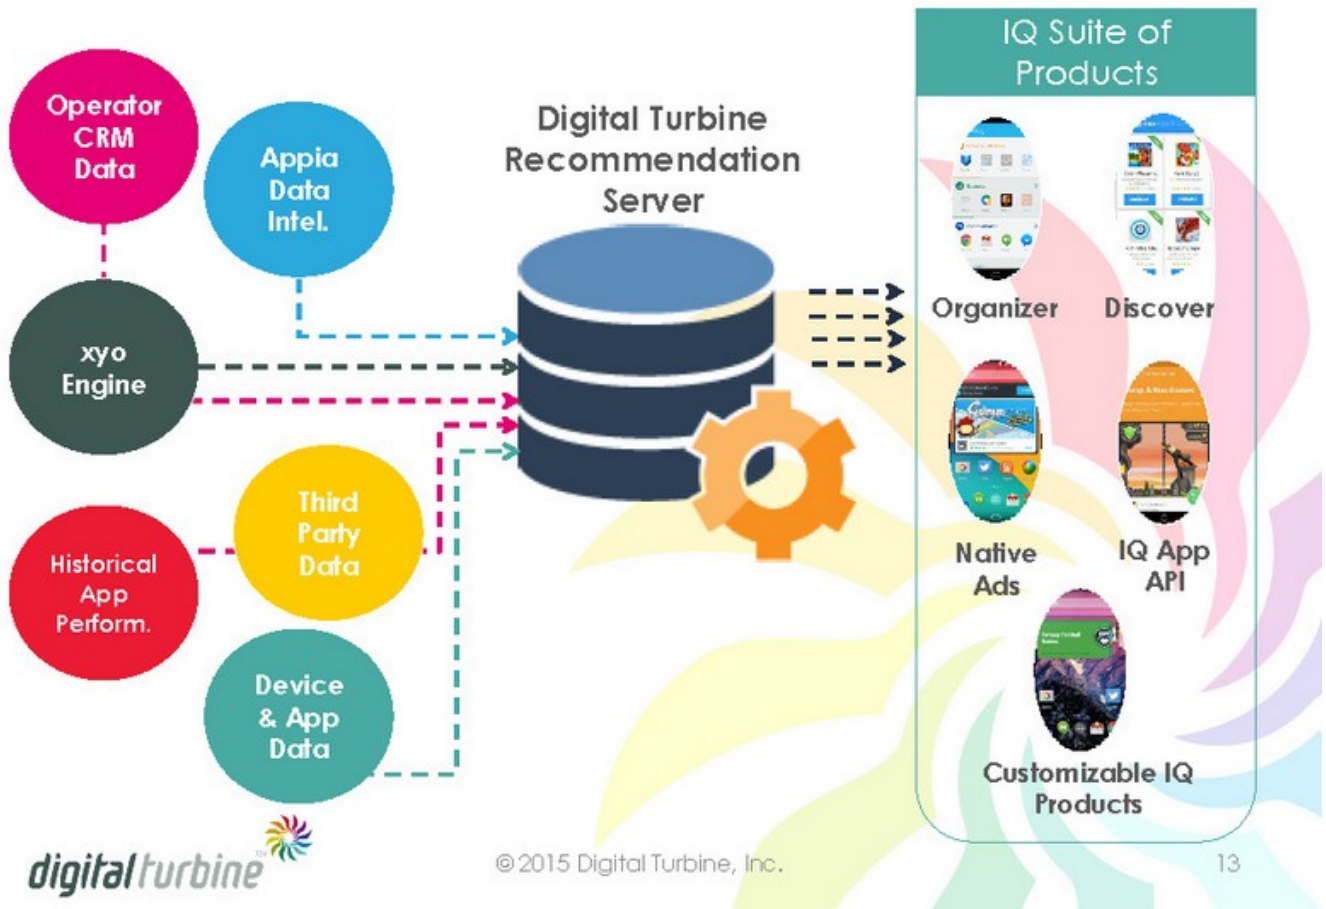 Operator
CRM
Data
Appia
Data
Intel.
xyo
Engine
Third
Party
Data
Historical
App
Perform.
Device
& App
Data
Digital Turbine
Recommendation
Server
IQ Suite of
Products
Organizer
Discover
Native
Ads
IQ App
API
Customizable IQ
Products
digitalturbine
©2015 Digital Turbine, Inc.
13